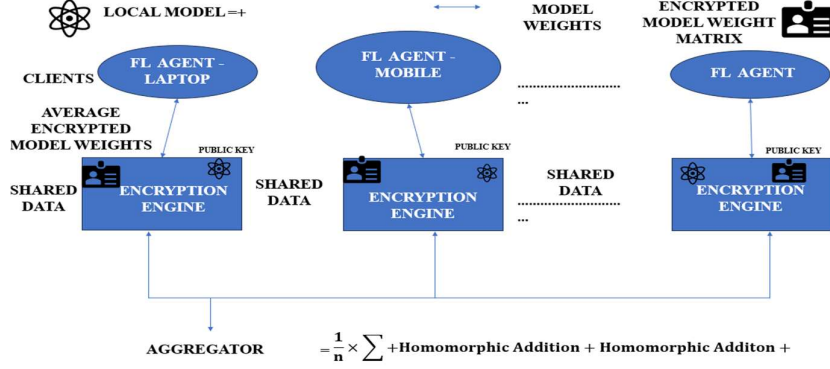 LOCAL MODEL =+
MODEL
WEIGHTS
ENCRYPTED
MODEL WEIGHT
MATRIX
CLIENTS
FL AGENT -
LAPTOP
FL AGENT -
MOBILE
..........................
...
FL AGENT
AVERAGE
ENCRYPTED
MODEL WEIGHTS
PUBLIC KEY
PUBLIC KEY
PUBLIC KEY
SHARED
DATA
ENCRYPTION
ENGINE
SHARED
DATA
ENCRYPTION
ENGINE
SHARED
DATA
..........................
...
ENCRYPTION
ENGINE
AGGREGATOR
= 1/n × ∑ +Homomorphic Addition + Homomorphic Additon +